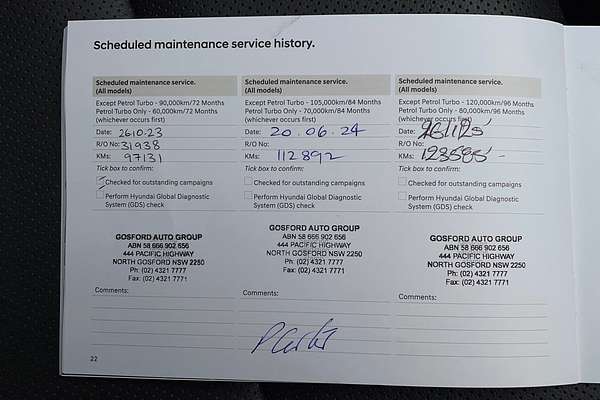 Scheduled maintenance service history.
Scheduled maintenance service.
(All models)
Except Petrol Turbo - 90,000km/72 Months
Petrol Turbo Only - 60,000km/72 Months
(whichever occurs first)
Date: 26.10.23
R/O No: 31938
KMs: 97131
Tick box to confirm:
Checked for outstanding campaigns
Perform Hyundai Global Diagnostic
System (GDS) check
GOSFORD AUTO GROUP
ABN 58 666 902 656
444 PACIFIC HIGHWAY
NORTH GOSFORD NSW 2250
Ph: (02) 4321 7777
Fax: (02) 4321 7771
Comments:
Scheduled maintenance service.
(All models)
Except Petrol Turbo - 105,000km/84 Months
Petrol Turbo Only - 70,000km/84 Months
(whichever occurs first)
Date: 20.06.24
R/O No:
KMs: 112892
Tick box to confirm:
Checked for outstanding campaigns
Perform Hyundai Global Diagnostic
System (GDS) check
GOSFORD AUTO GROUP
ABN 58 666 902 656
444 PACIFIC HIGHWAY
NORTH GOSFORD NSW 2250
Ph: (02) 4321 7777
Fax: (02) 4321 7771
Comments:
Scheduled maintenance service.
(All models)
Except Petrol Turbo - 120,000km/96 Months
Petrol Turbo Only - 80,000km/96 Months
(whichever occurs first)
Date:
R/O No:
KMs:
Tick box to confirm:
Checked for outstanding campaigns
Perform Hyundai Global Diagnostic
System (GDS) check
GOSFORD AUTO GROUP
ABN 58 666 902 656
444 PACIFIC HIGHWAY
NORTH GOSFORD NSW 2250
Ph: (02) 4321 7777
Fax: (02) 4321 7771
Comments:
22